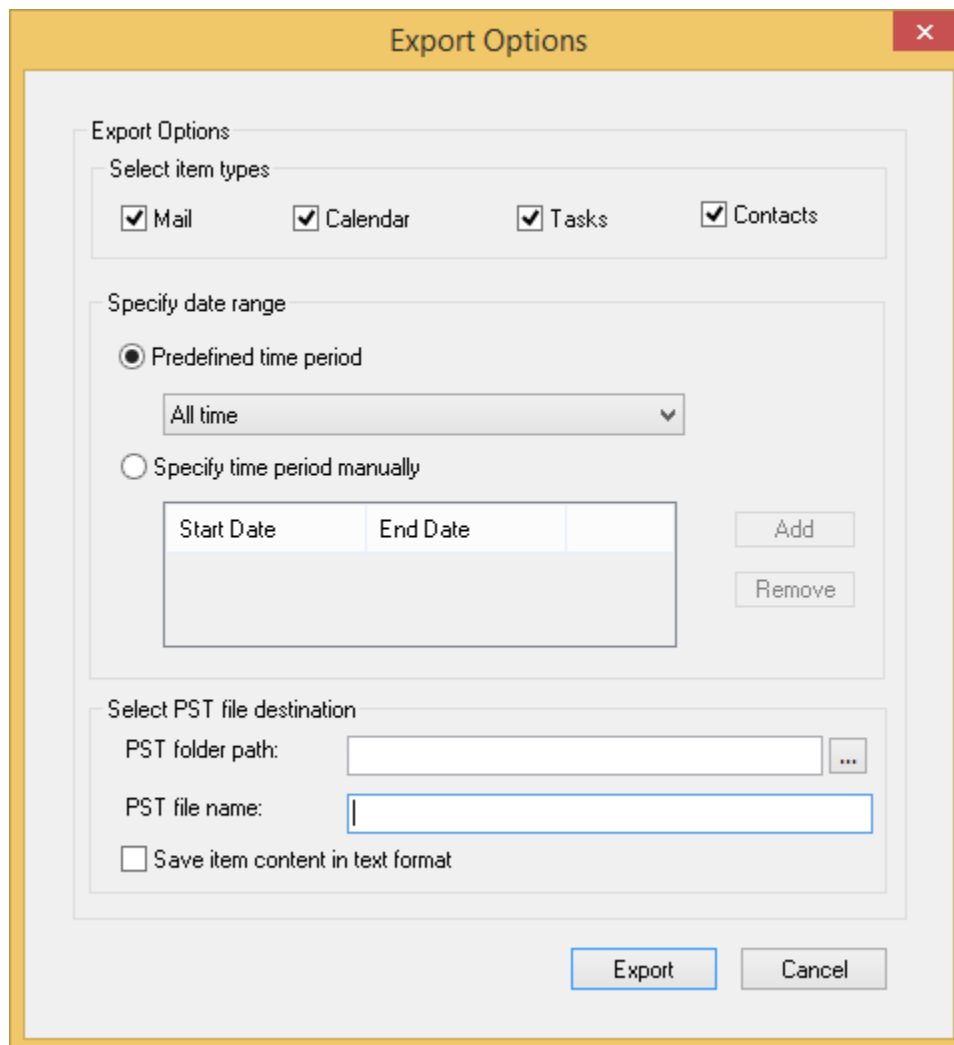 Export Options
Export Options
Select item types
Mail Calendar Tasks Contacts
Specify date range
Predefined time period
All time
Specify time period manually
Start Date End Date
Add
Remove
Select PST file destination
PST folder path: ...
PST file name:
Save item content in text format
Export Cancel